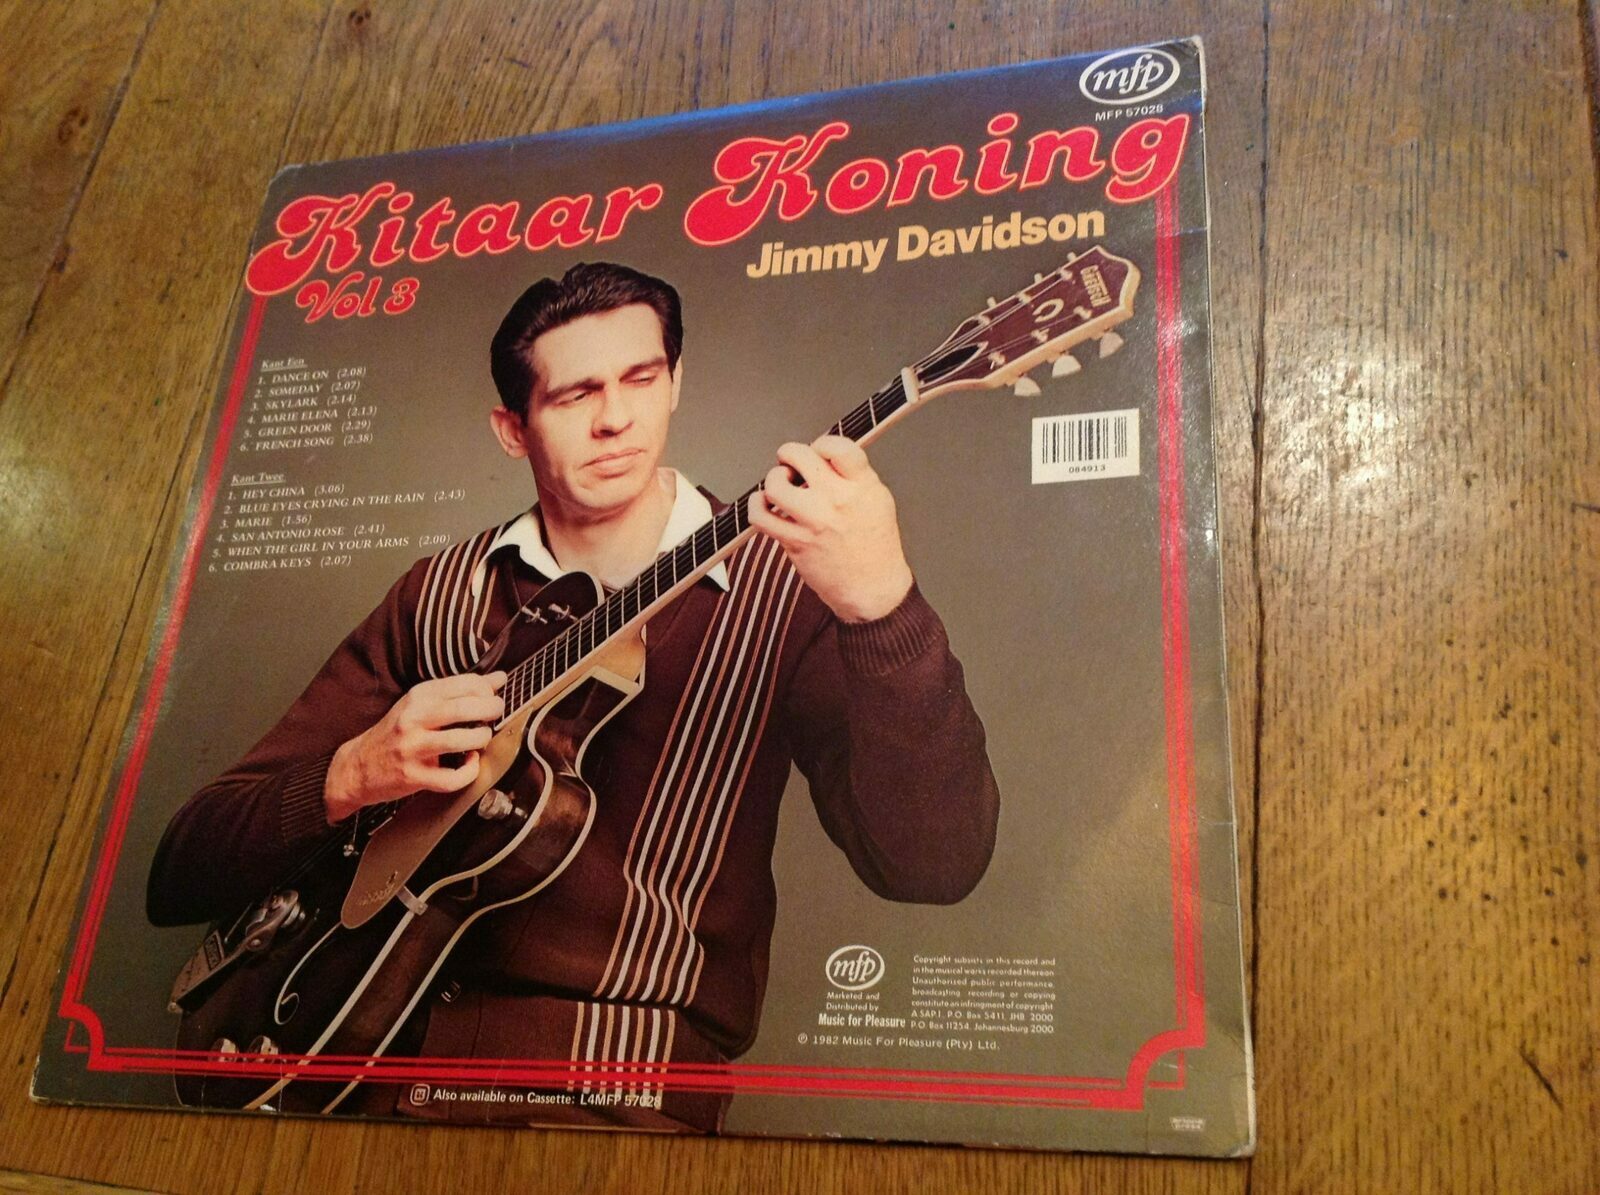 mfp
MFP 57028
Kitaar Koning
Jimmy Davidson
Vol 3
GRETSCH
Kant Een
1. DANCE ON (2.08)
2. SOMEDAY (2.07)
3. SKYLARK (2.14)
4. MARIE ELENA (2.13)
5. GREEN DOOR (2.29)
6. FRENCH SONG (2.38)
Kant Twee
1. HEY CHINA (3.06)
2. BLUE EYES CRYING IN THE RAIN (2.43)
3. MARIE (1.56)
4. SAN ANTONIO ROSE (2.41)
5. WHEN THE GIRL IN YOUR ARMS (2.00)
6. COIMBRA KEYS (2.07)
084913
mfp
Marketed and
Distributed by
Music for Pleasure
Copyright subsists in this record and
in the musical works recorded thereon
Unauthorised public performance,
broadcasting recording or copying
constitute an infringment of copyright
A.S.A.P.I. P.O. Box 5411, JHB. 2000
P.O. Box 11254, Johannesburg 2000
℗ 1982 Music For Pleasure (Pty) Ltd.
Also available on Cassette: L4MFP 57028